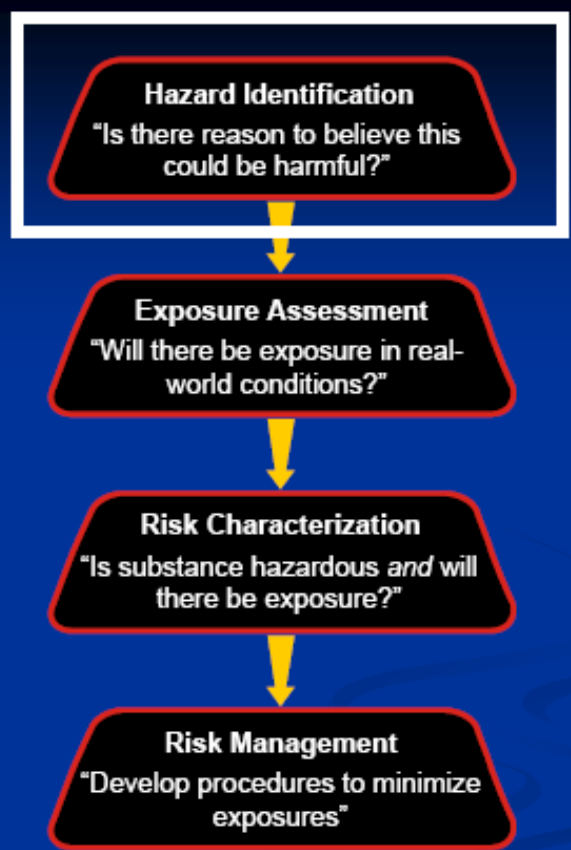 Hazard Identification
“Is there reason to believe this
could be harmful?”
Exposure Assessment
“Will there be exposure in real-
world conditions?”
Risk Characterization
“Is substance hazardous and will
there be exposure?”
Risk Management
“Develop procedures to minimize
exposures”